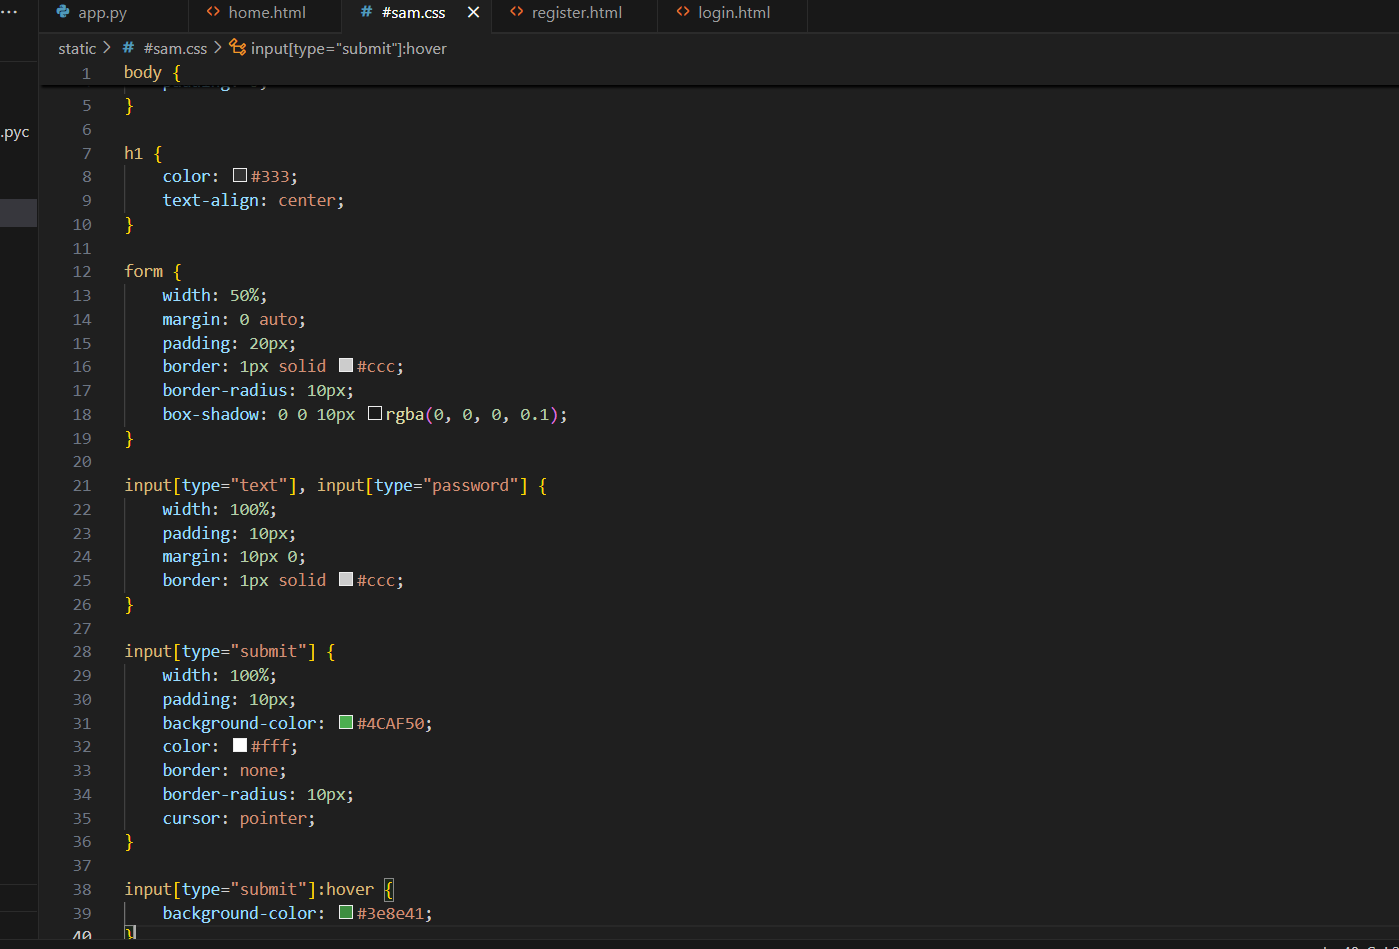 app.py <> home.html # #sam.css × <> register.html <> login.html
static > # #sam.css > input[type="submit"]:hover
.pyc
1 body {
5 }
6
7 h1 {
8 color: #333;
9 text-align: center;
10 }
11
12 form {
13 width: 50%;
14 margin: 0 auto;
15 padding: 20px;
16 border: 1px solid #ccc;
17 border-radius: 10px;
18 box-shadow: 0 0 10px rgba(0, 0, 0, 0.1);
19 }
20
21 input[type="text"], input[type="password"] {
22 width: 100%;
23 padding: 10px;
24 margin: 10px 0;
25 border: 1px solid #ccc;
26 }
27
28 input[type="submit"] {
29 width: 100%;
30 padding: 10px;
31 background-color: #4CAF50;
32 color: #fff;
33 border: none;
34 border-radius: 10px;
35 cursor: pointer;
36 }
37
38 input[type="submit"]:hover {
39 background-color: #3e8e41;
40 }